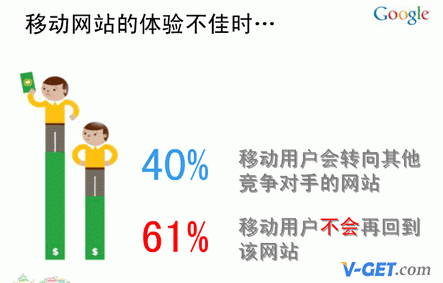 移动网站的体验不佳时…
Google
40%
移动用户会转向其他
竞争对手的网站
61%
移动用户不会再回到
该网站
$
$
V-GET.com